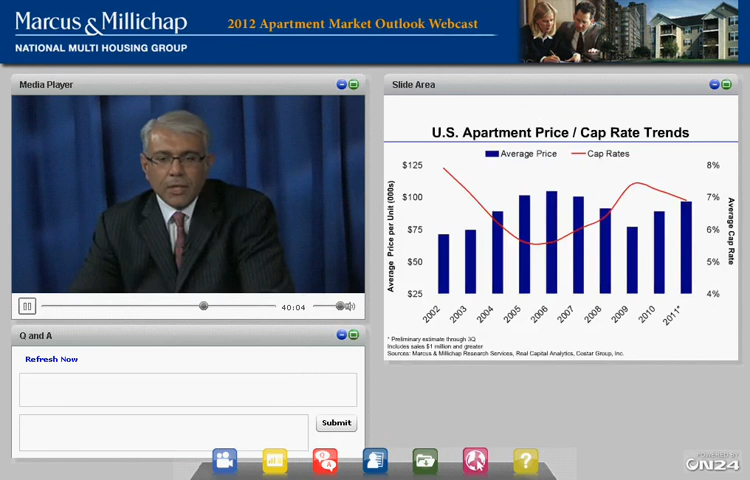 Marcus & Millichap
NATIONAL MULTI HOUSING GROUP
2012 Apartment Market Outlook Webcast
Media Player
40:04
Q and A
Refresh Now
Submit
Slide Area
U.S. Apartment Price / Cap Rate Trends
Average Price
Cap Rates
Average Price per Unit (000s)
$125
$100
$75
$50
$25
8%
7%
6%
5%
4%
Average Cap Rate
2002 2003 2004 2005 2006 2007 2008 2009 2010 2011*
* Preliminary estimate through 3Q
Includes sales $1 million and greater
Sources: Marcus & Millichap Research Services, Real Capital Analytics, Costar Group, Inc.
Q
A
?
POWERED BY
ON24